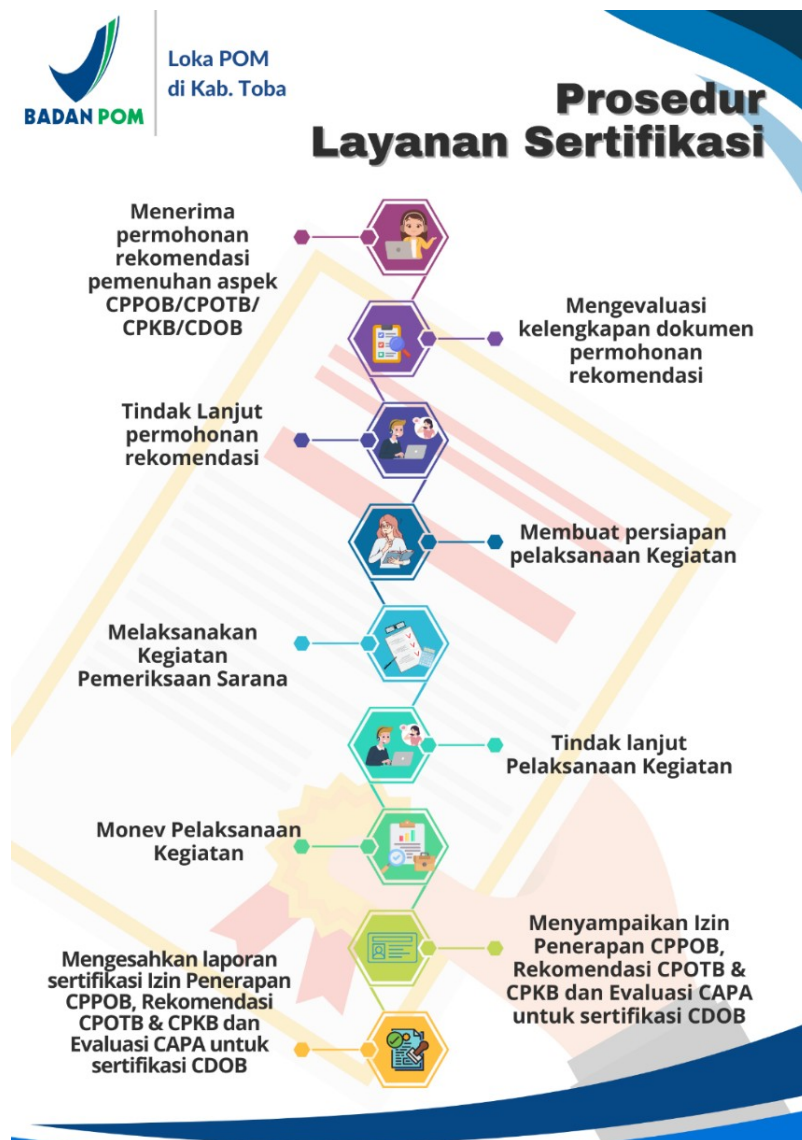 BADAN POM
Loka POM
di Kab. Toba
Prosedur
Layanan Sertifikasi
Menerima
permohonan
rekomendasi
pemenuhan aspek
CPPOB/CPOTB/
CPKB/CDOB
Mengevaluasi
kelengkapan dokumen
permohonan
rekomendasi
Tindak Lanjut
permohonan
rekomendasi
Membuat persiapan
pelaksanaan Kegiatan
Melaksanakan
Kegiatan
Pemeriksaan Sarana
Tindak lanjut
Pelaksanaan Kegiatan
Monev Pelaksanaan
Kegiatan
Menyampaikan Izin
Penerapan CPPOB,
Rekomendasi CPOTB &
CPKB dan Evaluasi CAPA
untuk sertifikasi CDOB
Mengesahkan laporan
sertifikasi Izin Penerapan
CPPOB, Rekomendasi
CPOTB & CPKB dan
Evaluasi CAPA untuk
sertifikasi CDOB